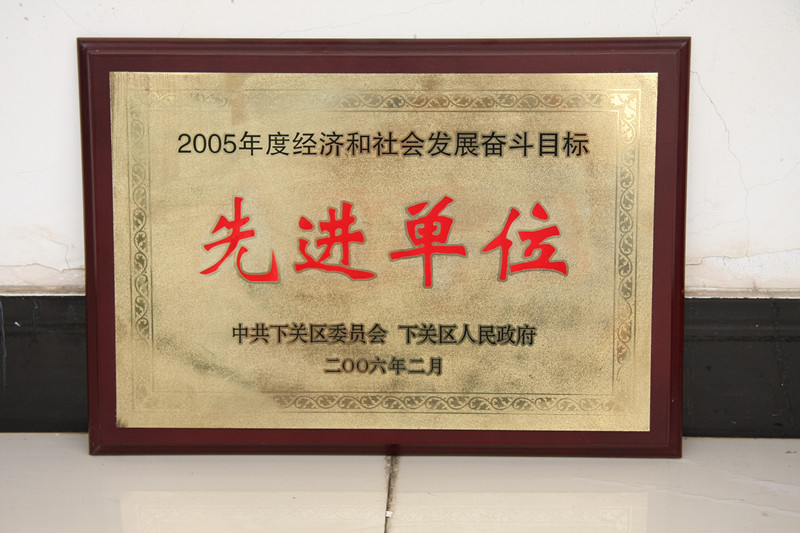 2005年度经济和社会发展奋斗目标
先进单位
中共下关区委员会 下关区人民政府
二〇〇六年二月